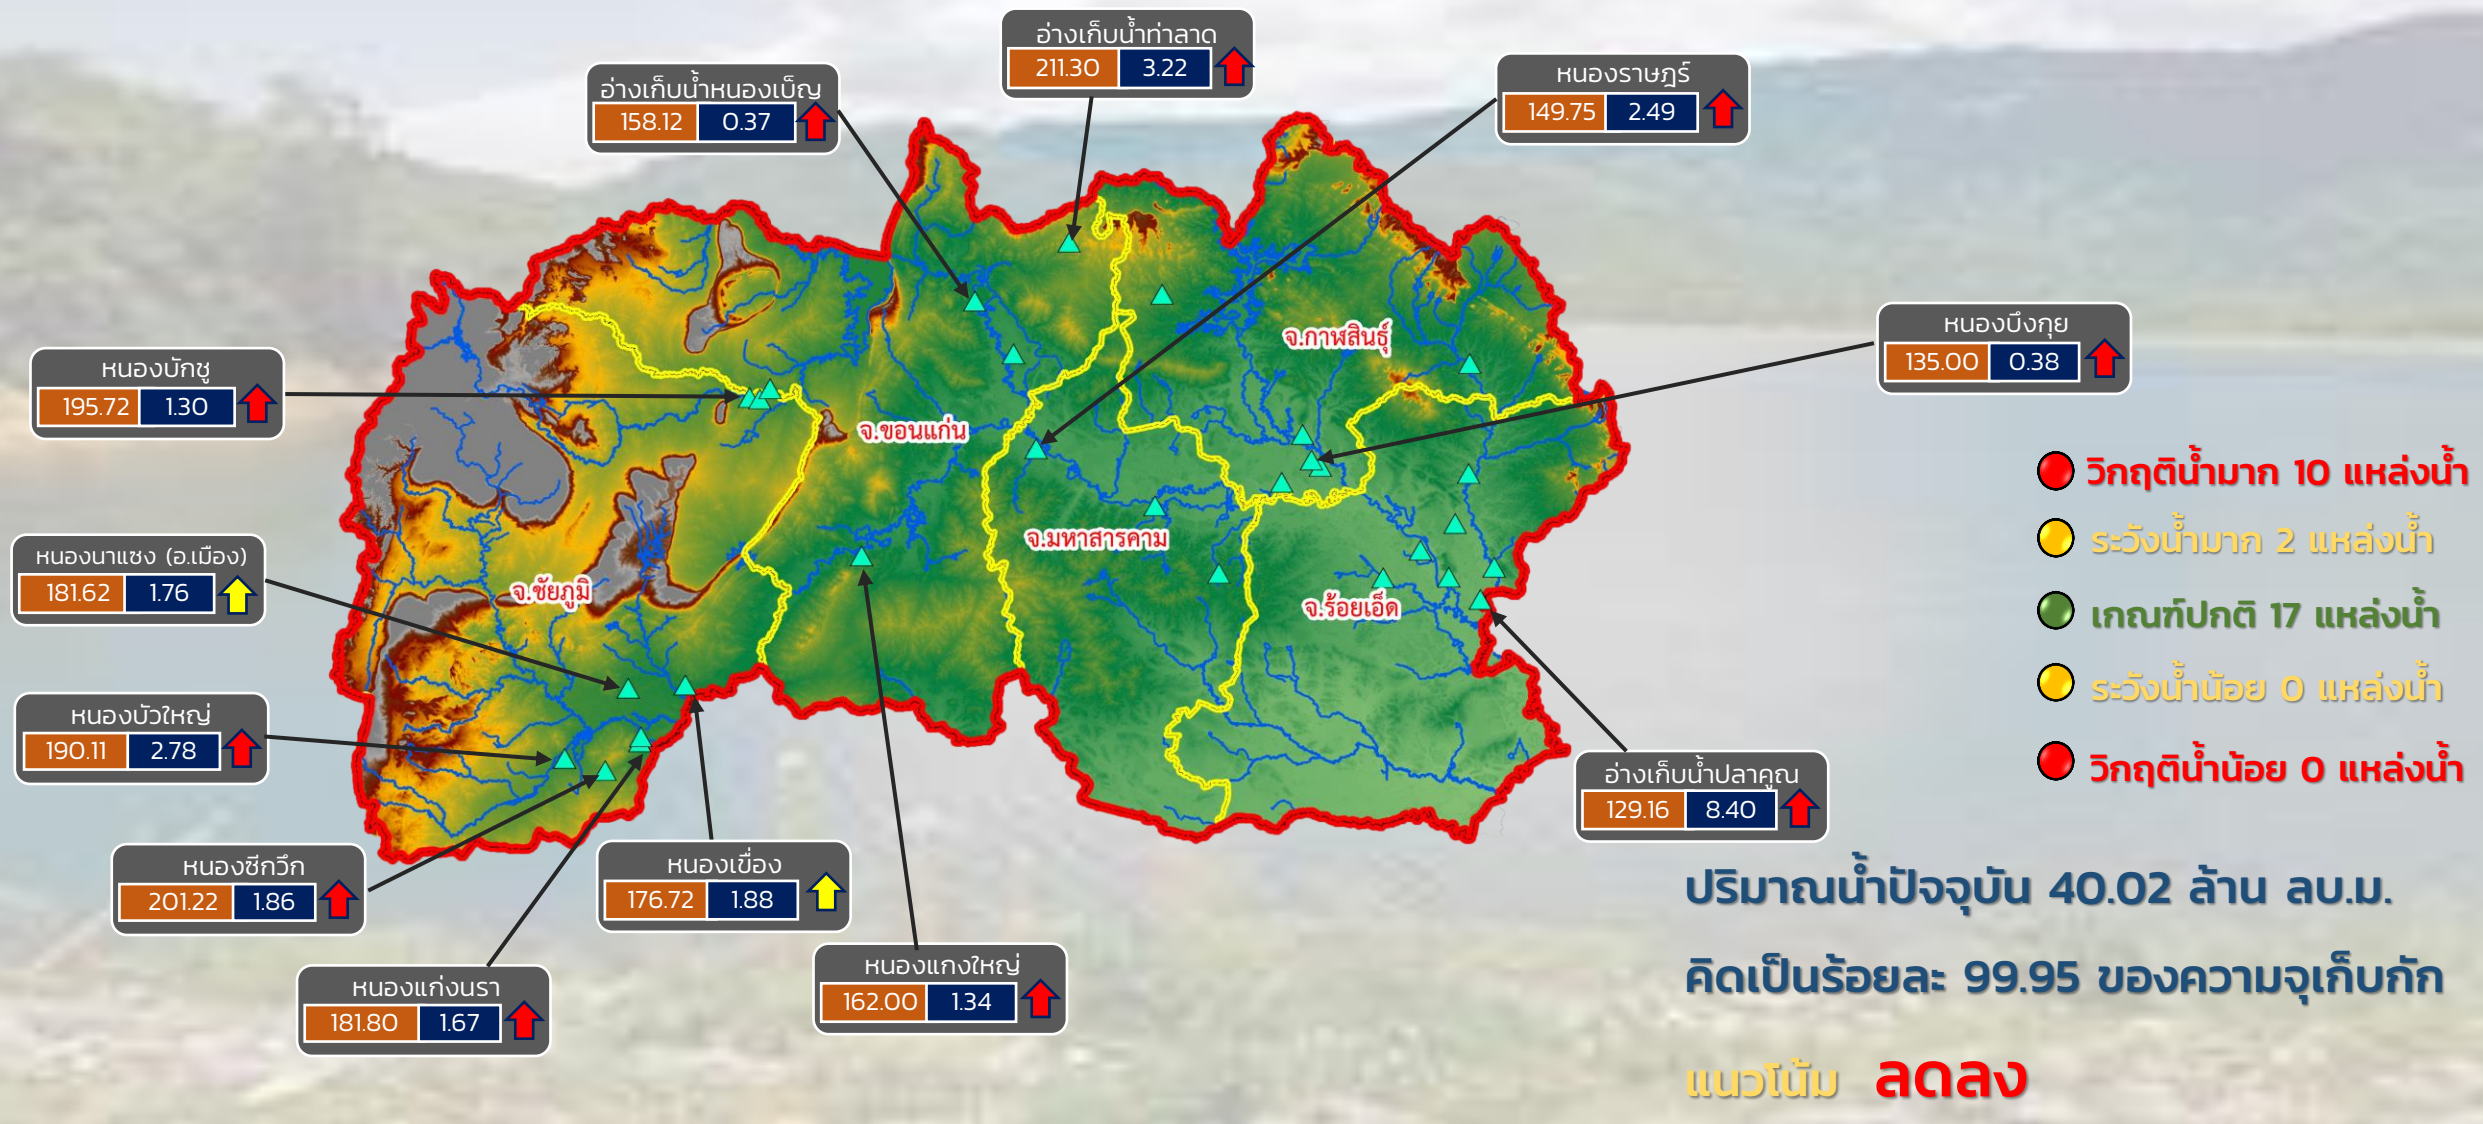 อ่างเก็บน้ำท่าลาด
211.30 3.22
หนองราษฎร์
149.75 2.49
อ่างเก็บน้ำหนองเบ็ญ
158.12 0.37
หนองบึงกุย
135.00 0.38
จ.กาฬสินธุ์
หนองบักซู
195.72 1.30
จ.ขอนแก่น
วิกฤติน้ำมาก 10 แหล่งน้ำ
ระวังน้ำมาก 2 แหล่งน้ำ
เกณฑ์ปกติ 17 แหล่งน้ำ
ระวังน้ำน้อย 0 แหล่งน้ำ
วิกฤติน้ำน้อย 0 แหล่งน้ำ
จ.มหาสารคาม
หนองนาแซง (อ.เมือง)
181.62 1.76
จ.ชัยภูมิ
จ.ร้อยเอ็ด
หนองบัวใหญ่
190.11 2.78
อ่างเก็บน้ำปลาคูณ
129.16 8.40
หนองซีกวึก
201.22 1.86
หนองเขื่อง
176.72 1.88
หนองแก่งนรา
181.80 1.67
หนองแกงใหญ่
162.00 1.34
ปริมาณน้ำปัจจุบัน 40.02 ล้าน ลบ.ม.
คิดเป็นร้อยละ 99.95 ของความจุเก็บกัก
แนวโน้ม ลดลง